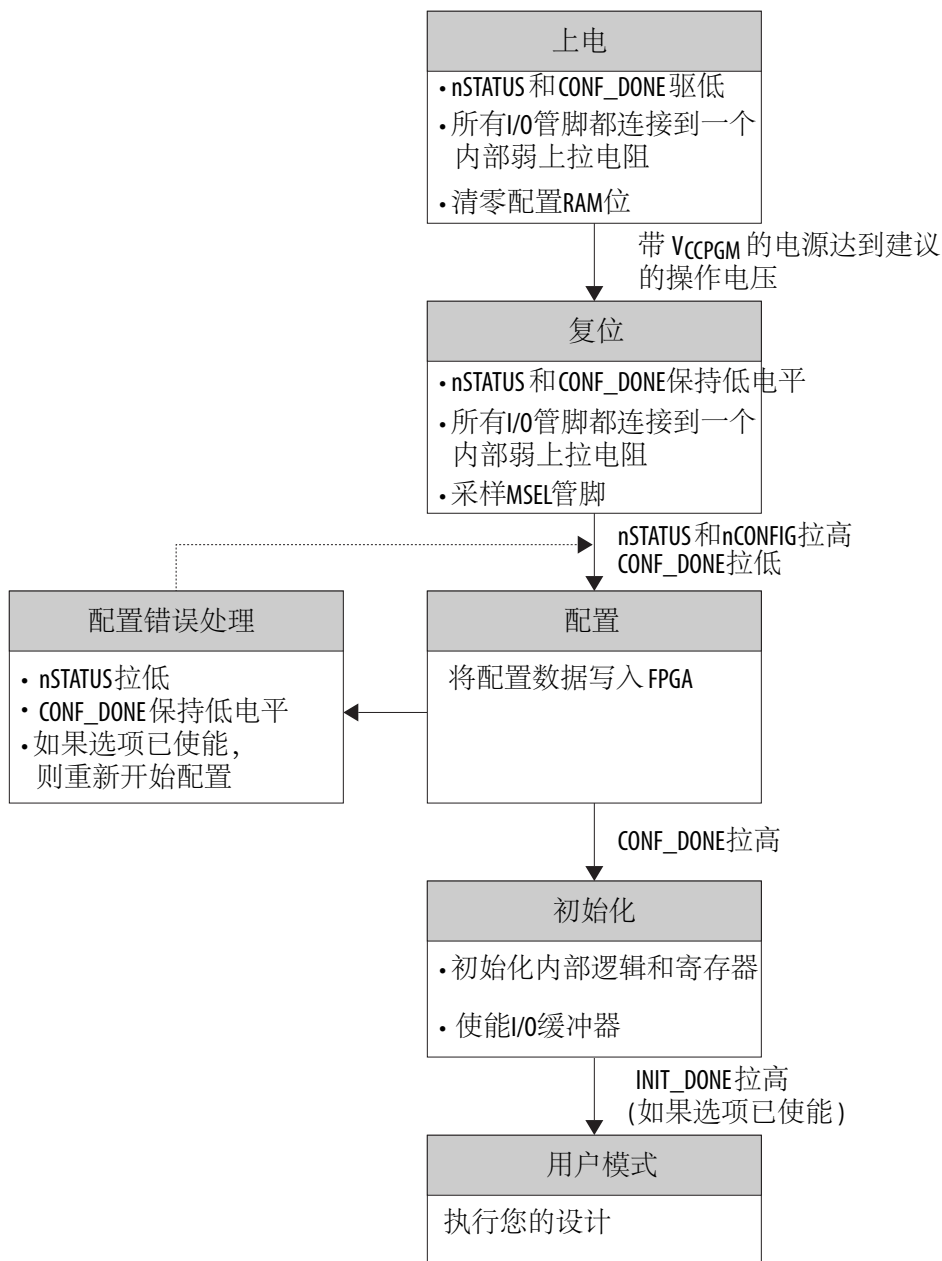 上电
• nSTATUS 和 CONF_DONE 驱低
• 所有I/O管脚都连接到一个
内部弱上拉电阻
• 清零配置RAM位
带 VCCPGM 的电源达到建议
的操作电压
复位
• nSTATUS 和 CONF_DONE保持低电平
• 所有I/O管脚都连接到一个
内部弱上拉电阻
• 采样MSEL管脚
nSTATUS 和nCONFIG拉高
CONF_DONE拉低
配置错误处理
• nSTATUS拉低
• CONF_DONE 保持低电平
• 如果选项已使能,
则重新开始配置
配置
将配置数据写入 FPGA
CONF_DONE拉高
初始化
• 初始化内部逻辑和寄存器
• 使能I/O缓冲器
INIT_DONE 拉高
(如果选项已使能)
用户模式
执行您的设计